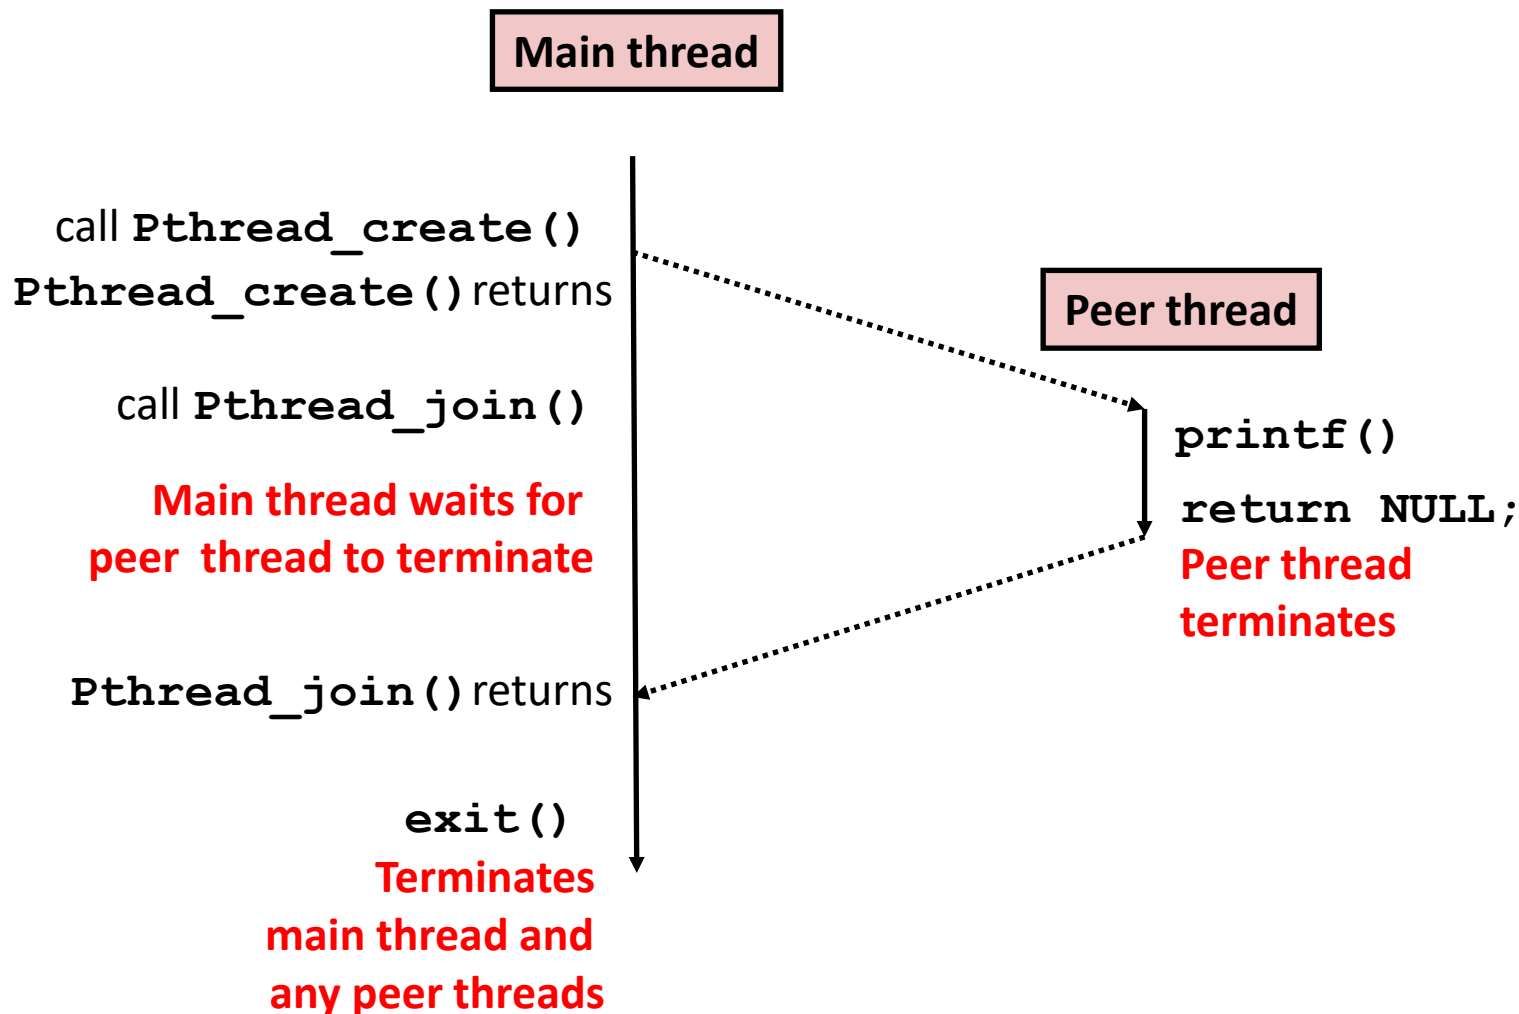 Main thread
call Pthread_create()
Pthread_create() returns
Peer thread
call Pthread_join()
printf()
Main thread waits for
peer thread to terminate
return NULL;
Peer thread
terminates
Pthread_join() returns
exit()
Terminates
main thread and
any peer threads